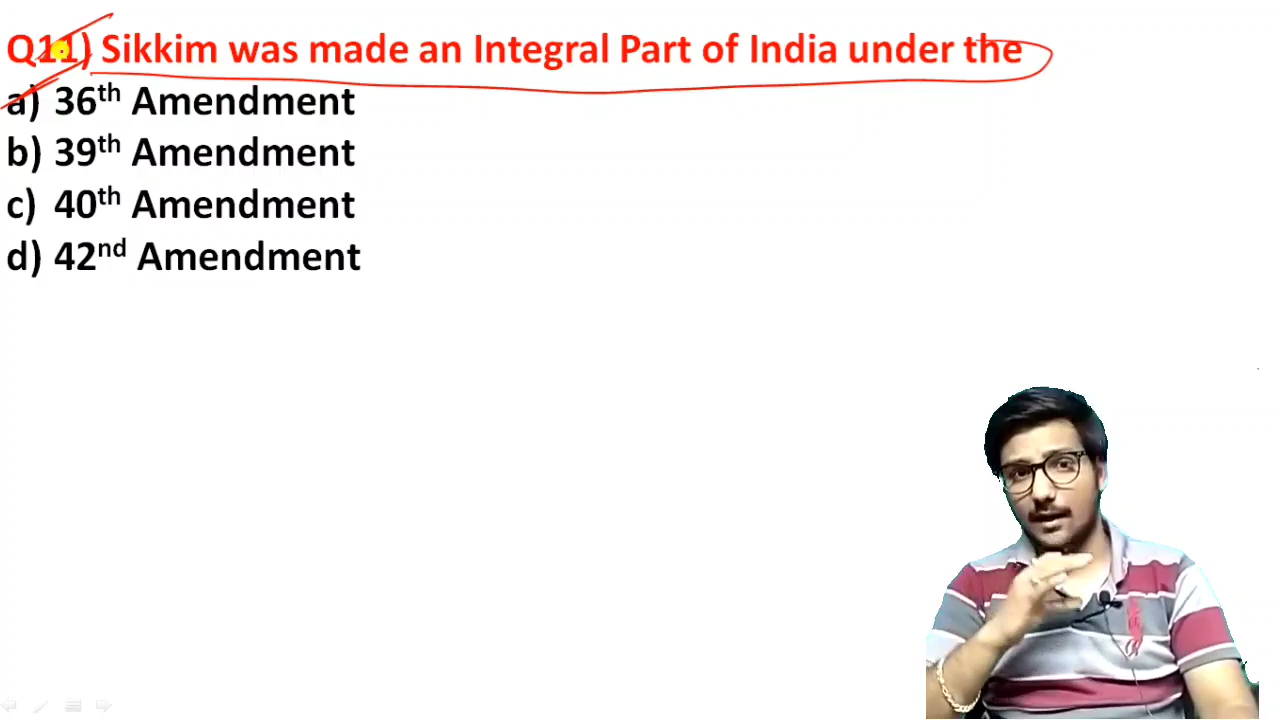 Q11) Sikkim was made an Integral Part of India under the
a) 36th Amendment
b) 39th Amendment
c) 40th Amendment
d) 42nd Amendment